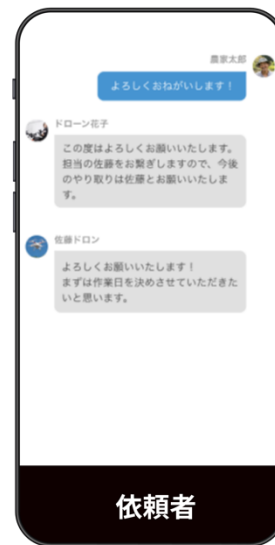 農家太郎
よろしくおねがいします！
ドローン花子
この度はよろしくお願いいたします。
担当の佐藤をお繋ぎしますので、今後
のやり取りは佐藤とお願いいたしま
す。
佐藤ドロン
よろしくお願いいたします！
まずは作業日を決めさせていただきた
いと思います。
依頼者